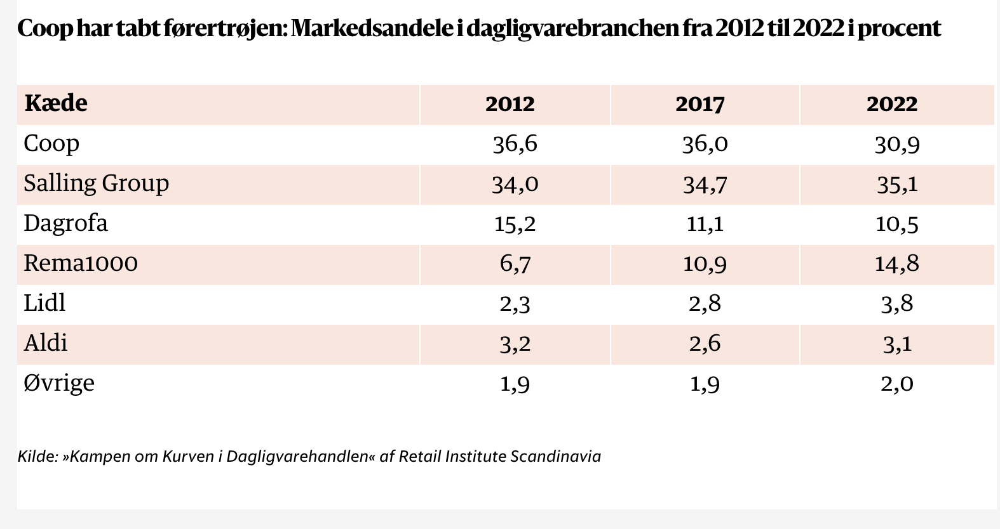 Coop har tabt førertrøjen: Markedsandele i dagligvarebranchen fra 2012 til 2022 i procent
Kæde 2012 2017 2022
Coop 36,6 36,0 30,9
Salling Group 34,0 34,7 35,1
Dagrofa 15,2 11,1 10,5
Rema1000 6,7 10,9 14,8
Lidl 2,3 2,8 3,8
Aldi 3,2 2,6 3,1
Øvrige 1,9 1,9 2,0
Kilde: »Kampen om Kurven i Dagligvarehandlen« af Retail Institute Scandinavia